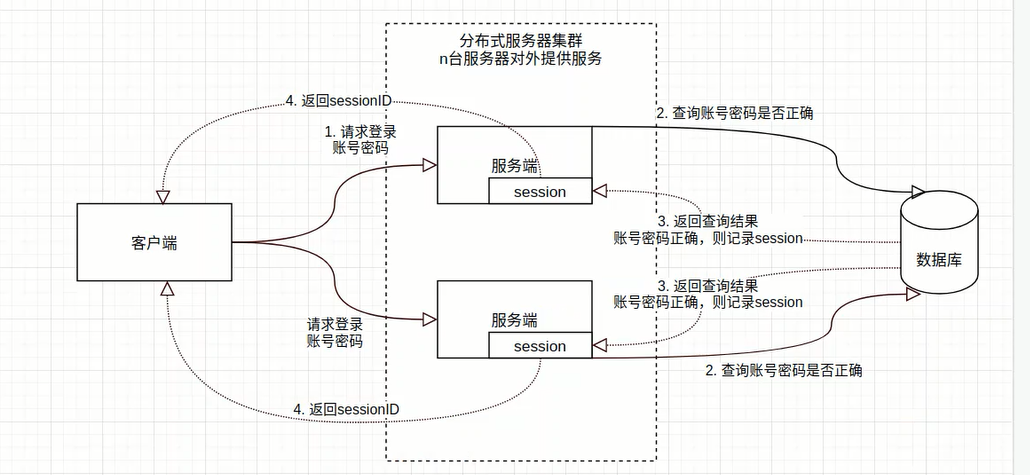 分布式服务器集群
n台服务器对外提供服务
4. 返回sessionID
1. 请求登录
账号密码
2. 查询账号密码是否正确
服务端
session
客户端
3. 返回查询结果
账号密码正确，则记录session
数据库
3. 返回查询结果
账号密码正确，则记录session
请求登录
账号密码
服务端
session
2. 查询账号密码是否正确
4. 返回sessionID